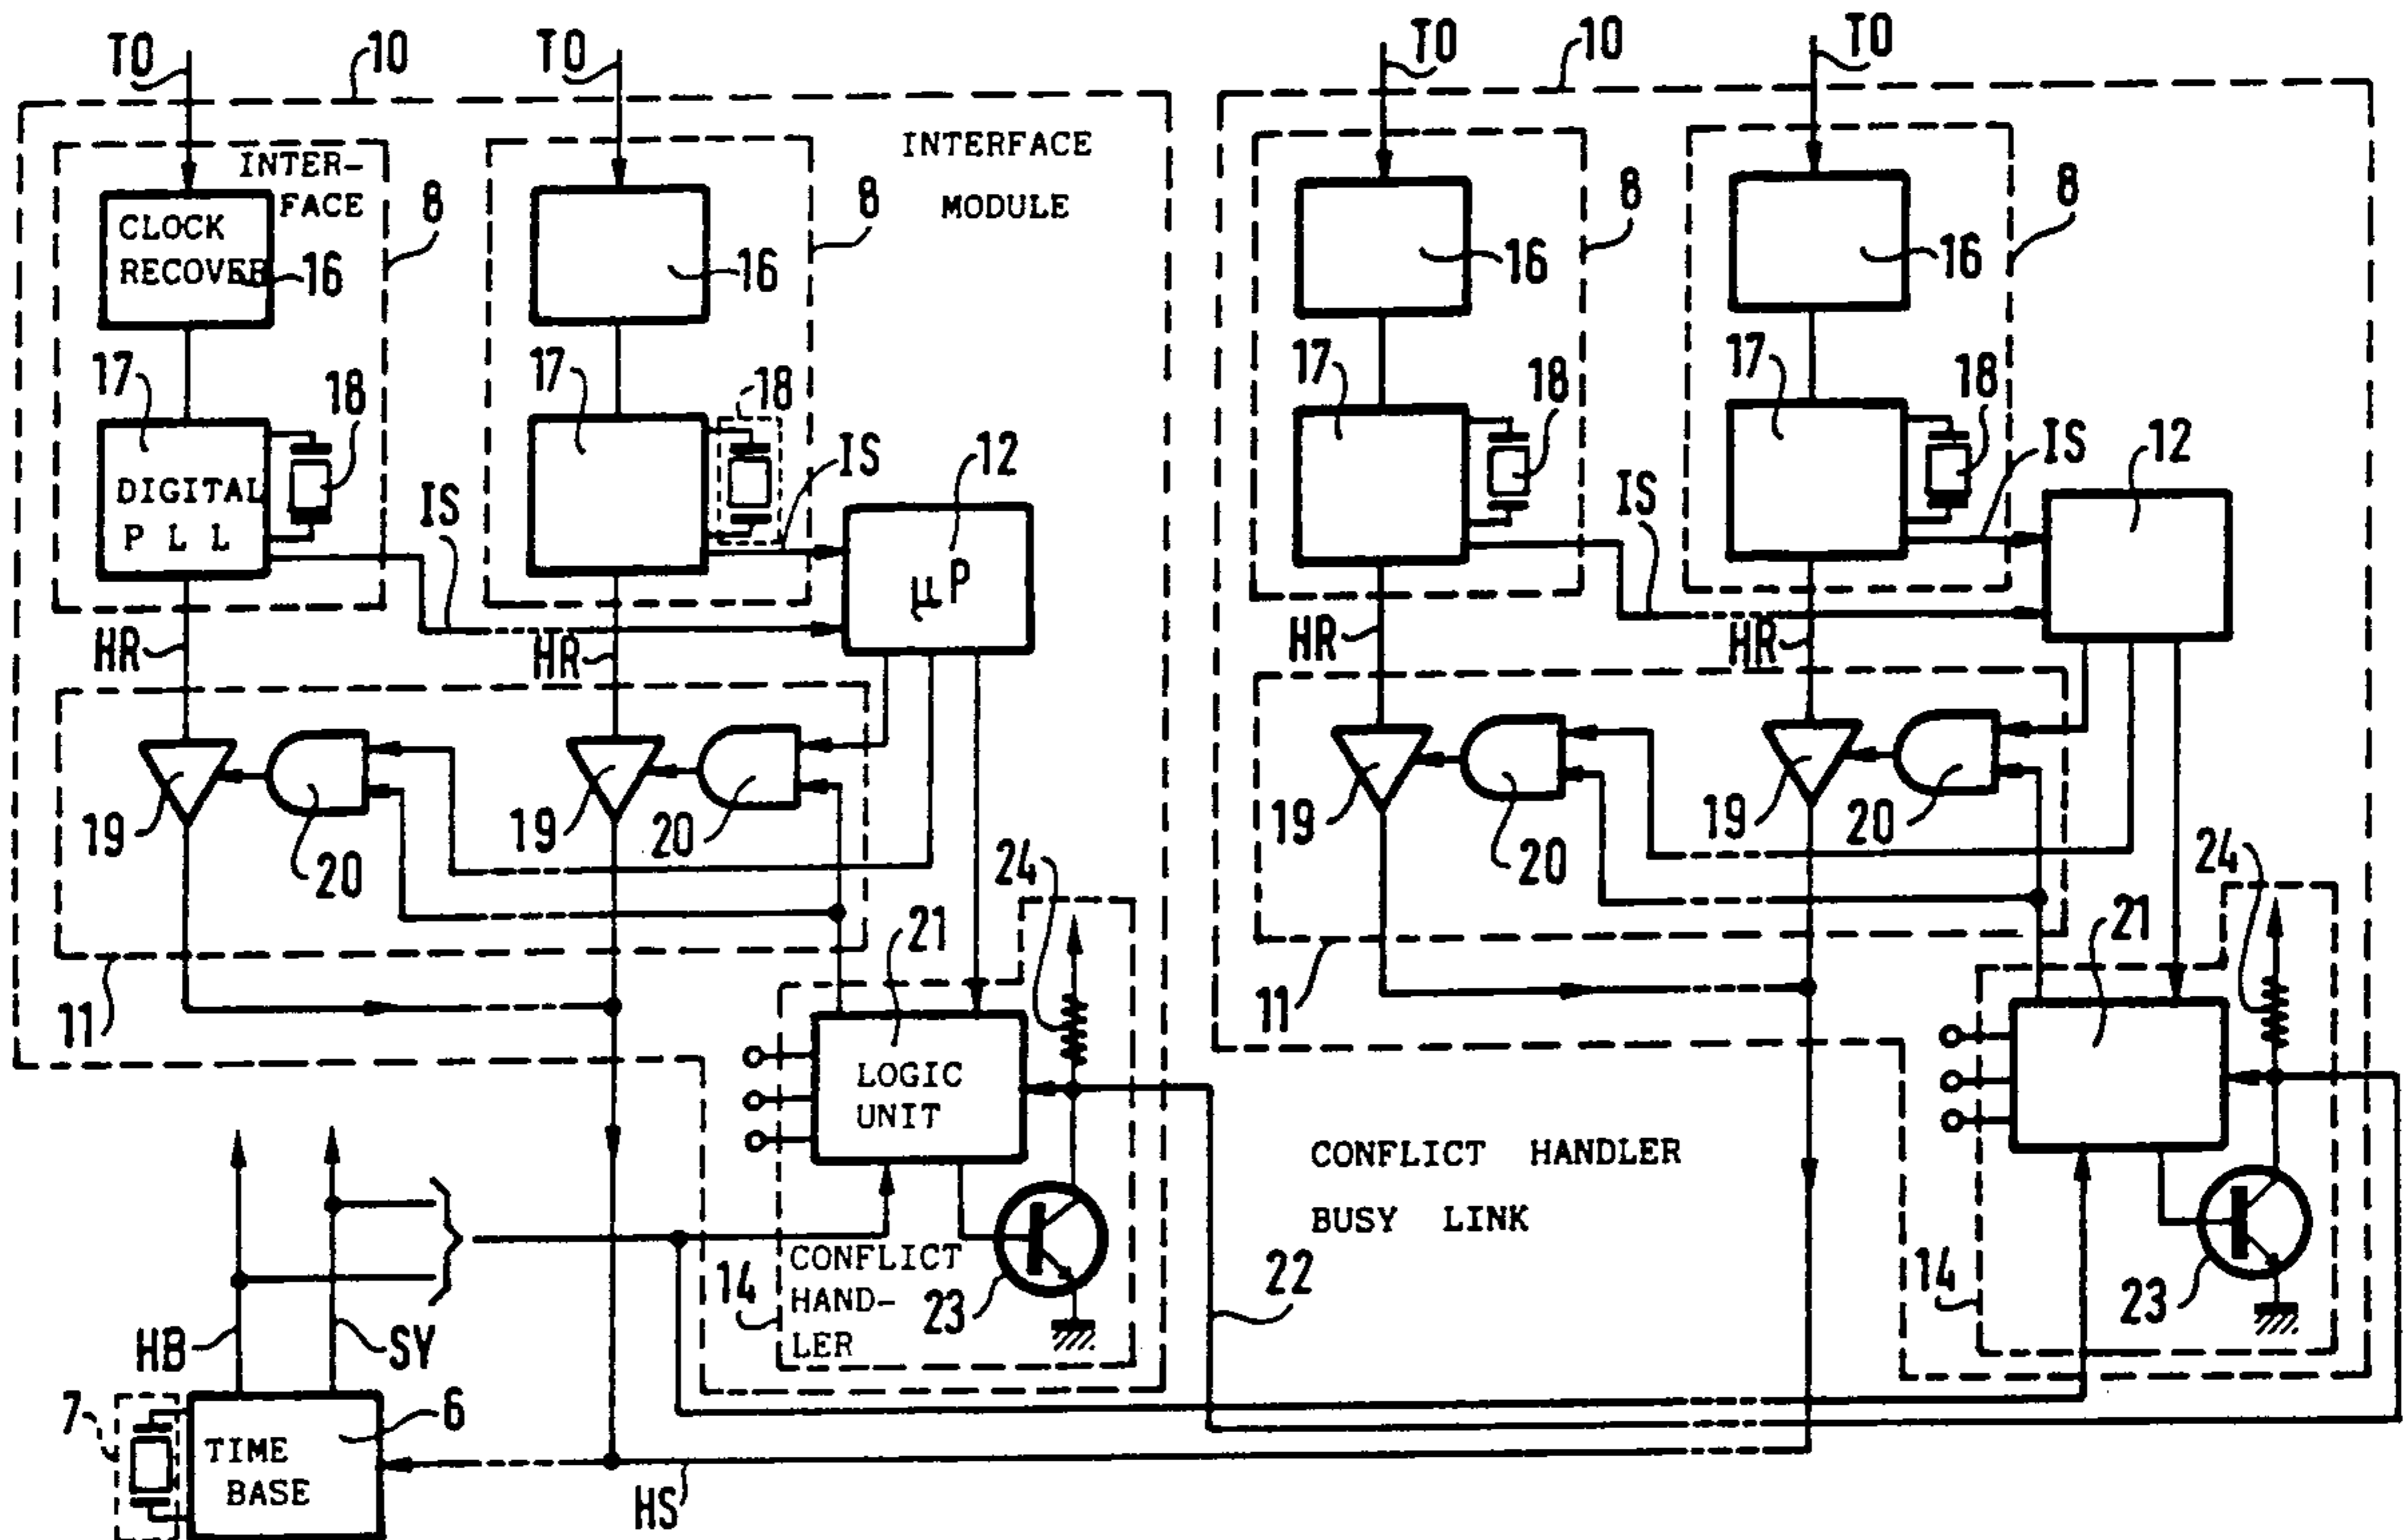 TO
10
TO
TO
10
TO
INTER-
FACE
INTERFACE
MODULE
CLOCK
RECOVER
16
8
16
8
16
8
16
8
17
18
17
18
17
18
17
18
DIGITAL
P L L
IS
IS
12
μP
IS
IS
12
HR
HR
HR
HR
19
20
19
20
19
20
19
20
24
24
11
21
11
21
LOGIC
UNIT
CONFLICT HANDLER
BUSY LINK
CONFLICT
HAND-
LER
14
23
22
14
23
HB
SY
7
6
TIME
BASE
HS